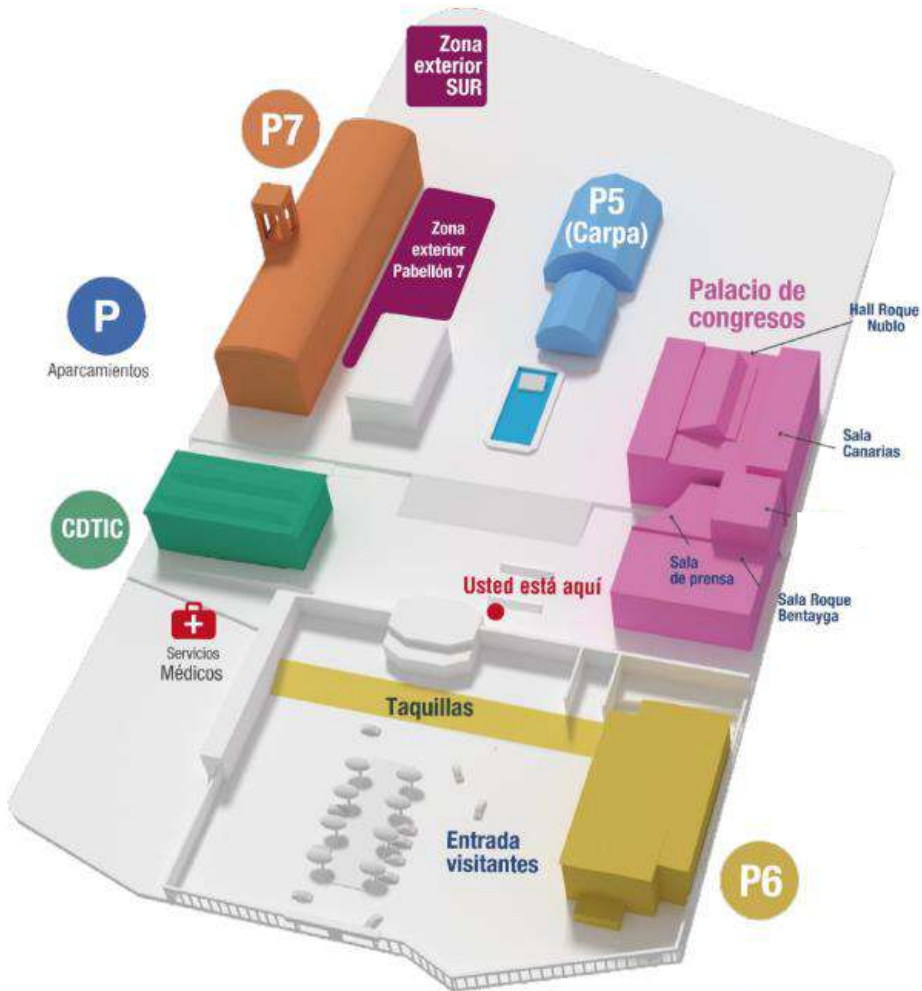 Zona
exterior
SUR
P7
Zona
exterior
Pabellón 7
P5
(Carpa)
Palacio de
congresos
Hall Roque
Nublo
P
Aparcamientos
Sala
Canarias
CDTIC
Sala
de prensa
Usted está aquí
Sala Roque
Bentayga
Servicios
Médicos
Taquillas
Entrada
visitantes
P6